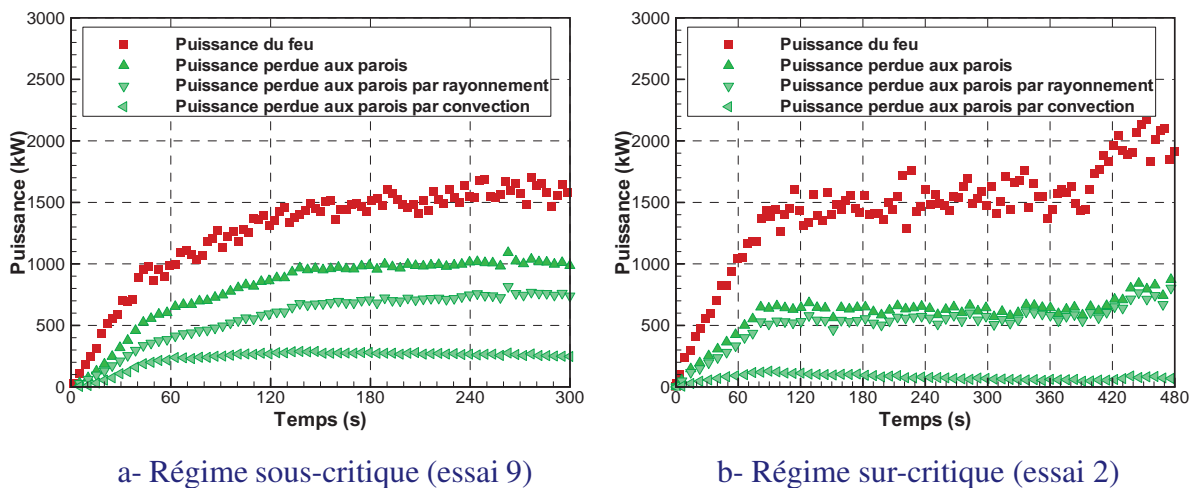 3000
2500
2000
1500
1000
500
0
Puissance (kW)
Puissance du feu
Puissance perdue aux parois
Puissance perdue aux parois par rayonnement
Puissance perdue aux parois par convection
0 60 120 180 240 300
Temps (s)
a- Régime sous-critique (essai 9)
3000
2500
2000
1500
1000
500
0
Puissance (kW)
Puissance du feu
Puissance perdue aux parois
Puissance perdue aux parois par rayonnement
Puissance perdue aux parois par convection
0 60 120 180 240 300 360 420 480
Temps (s)
b- Régime sur-critique (essai 2)